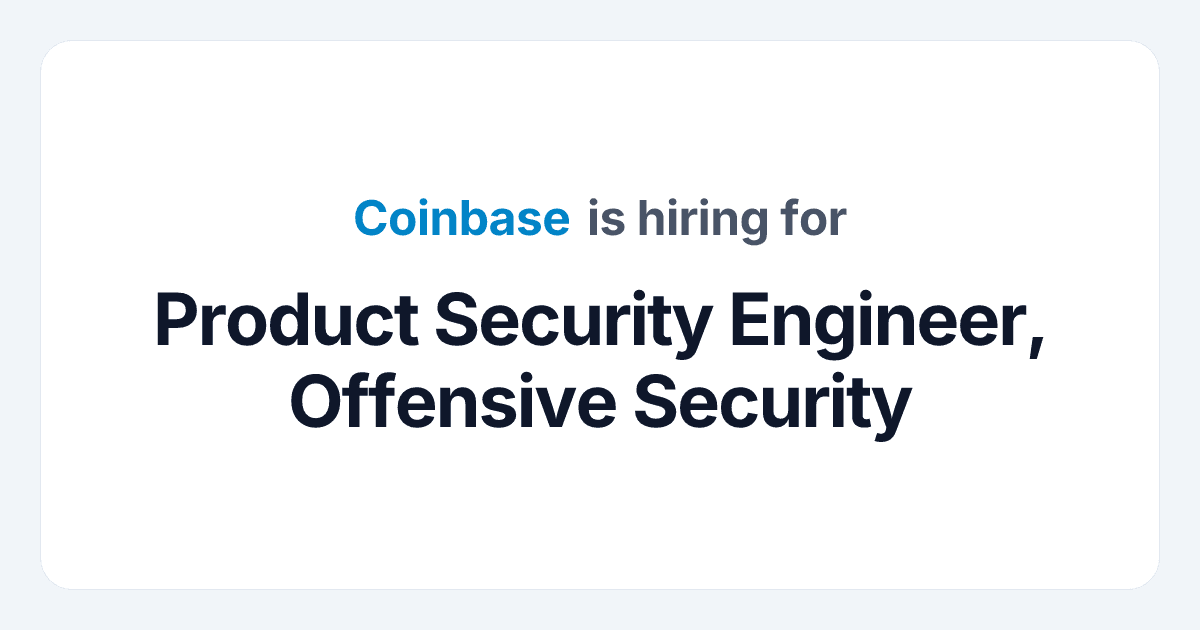 Coinbase is hiring for
Product Security Engineer,
Offensive Security